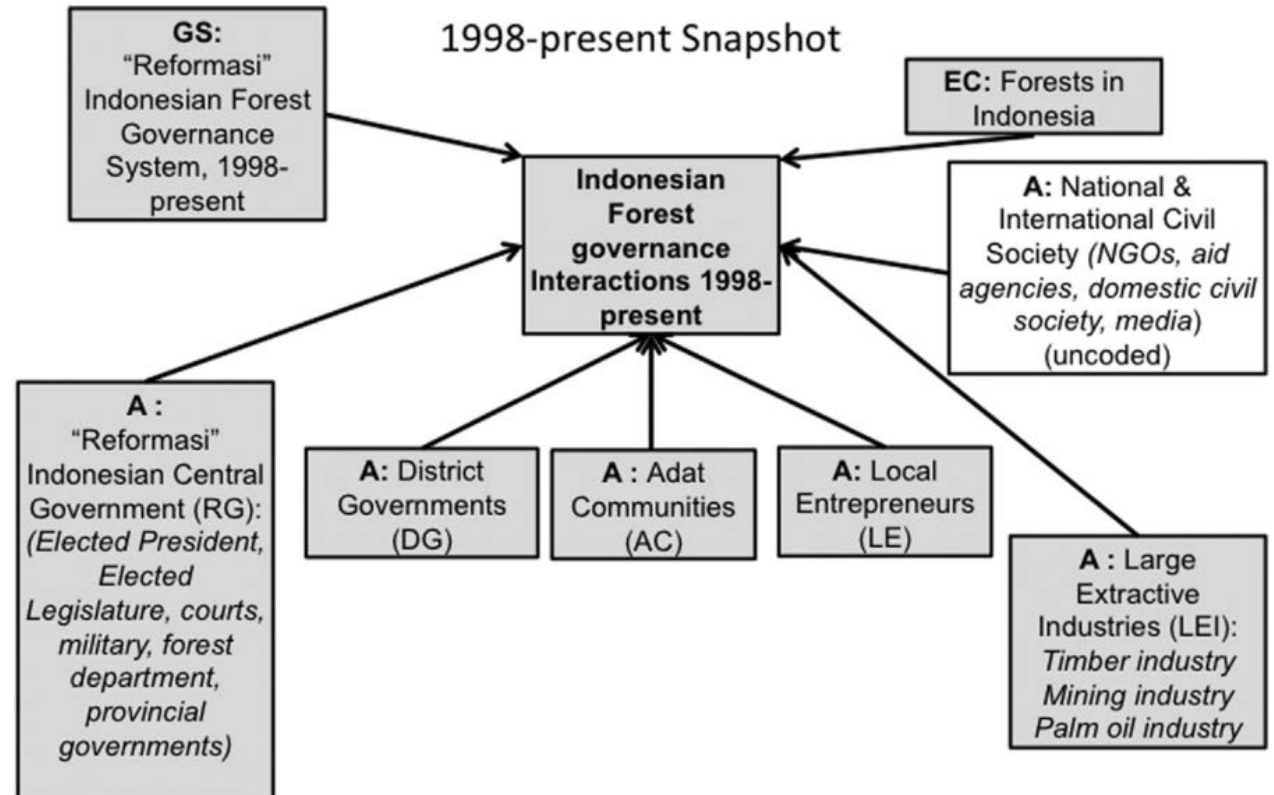 1998-present Snapshot
GS:
“Reformasi”
Indonesian Forest
Governance
System, 1998-
present
EC: Forests in
Indonesia
Indonesian
Forest
governance
Interactions 1998-
present
A: National &
International Civil
Society (NGOs, aid
agencies, domestic civil
society, media)
(uncoded)
A :
“Reformasi”
Indonesian Central
Government (RG):
(Elected President,
Elected
Legislature, courts,
military, forest
department,
provincial
governments)
A: District
Governments
(DG)
A : Adat
Communities
(AC)
A: Local
Entrepreneurs
(LE)
A : Large
Extractive
Industries (LEI):
Timber industry
Mining industry
Palm oil industry